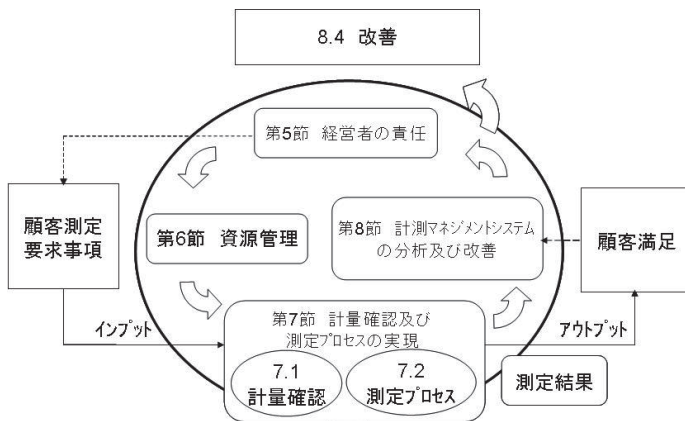 8.4 改善
第5節 経営者の責任
顧客測定
要求事項
第6節 資源管理
第8節 計測マネジメントシステム
の分析及び改善
顧客満足
インプット
第7節 計量確認及び
測定プロセスの実現
アウトプット
7.1
計量確認
7.2
測定プロセス
測定結果